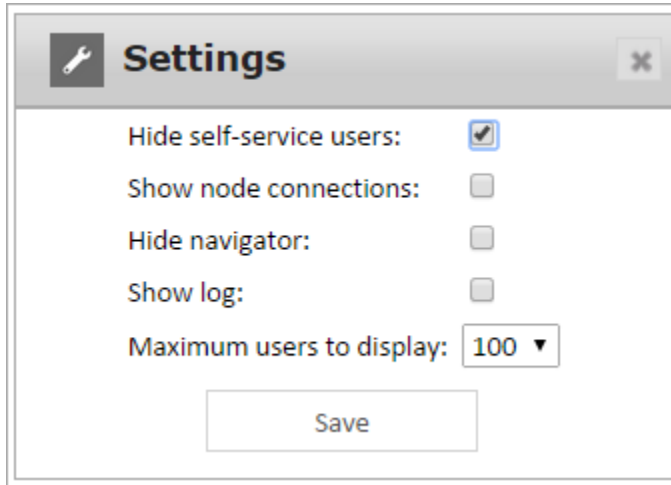 Settings
Hide self-service users:
Show node connections:
Hide navigator:
Show log:
Maximum users to display: 100
Save